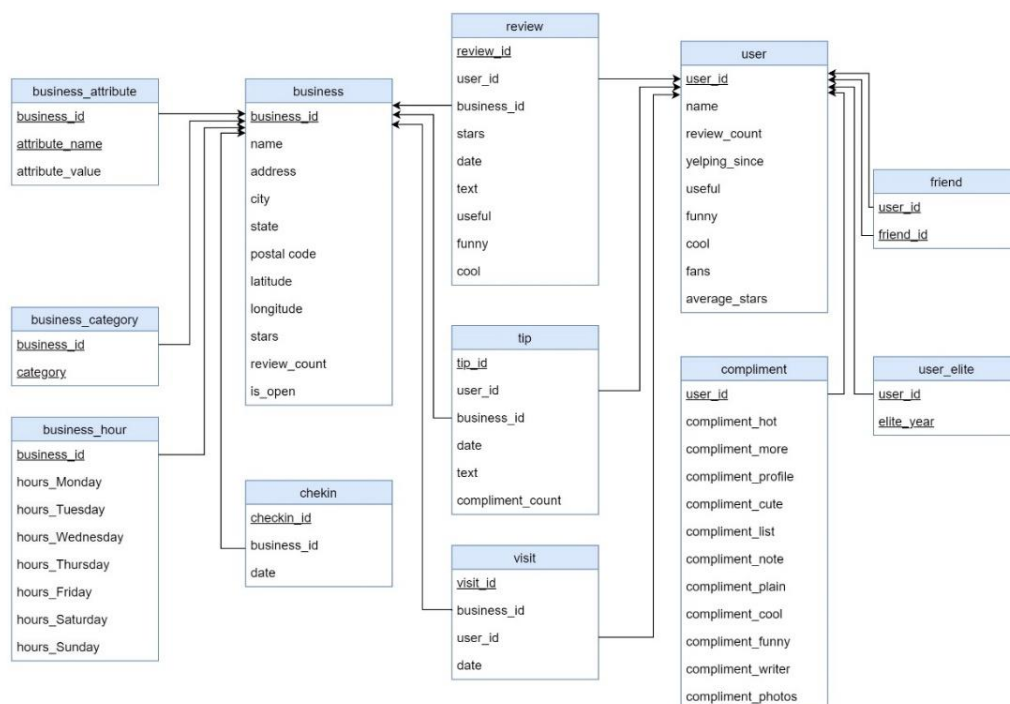 business_attribute
business_id
attribute_name
attribute_value
business_category
business_id
category
business_hour
business_id
hours_Monday
hours_Tuesday
hours_Wednesday
hours_Thursday
hours_Friday
hours_Saturday
hours_Sunday
business
business_id
name
address
city
state
postal code
latitude
longitude
stars
review_count
is_open
chekin
checkin_id
business_id
date
review
review_id
user_id
business_id
stars
date
text
useful
funny
cool
tip
tip_id
user_id
business_id
date
text
compliment_count
visit
visit_id
business_id
user_id
date
user
user_id
name
review_count
yelping_since
useful
funny
cool
fans
average_stars
compliment
user_id
compliment_hot
compliment_more
compliment_profile
compliment_cute
compliment_list
compliment_note
compliment_plain
compliment_cool
compliment_funny
compliment_writer
compliment_photos
friend
user_id
friend_id
user_elite
user_id
elite_year